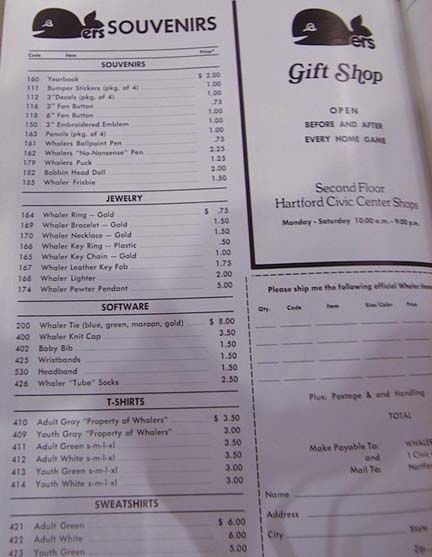 ers SOUVENIRS
Code Item Price*
SOUVENIRS
160 Yearbook $ 2.00
111 Bumper Stickers (pkg. of 4) 1.00
112 3"Decals (pkg. of 4) 1.00
116 3" Fan Button .75
118 6" Fan Button 1.00
150 3" Embroidered Emblem 1.00
163 Pencils (pkg. of 4) 1.00
161 Whalers Ballpoint Pen .75
162 Whalers "No-Nonsense" Pen 2.25
179 Whalers Puck 1.25
182 Bobbin Head Doll 2.00
185 Whaler Frisbie 1.50
JEWELRY
164 Whaler Ring — Gold $ .75
169 Whaler Bracelet — Gold 1.50
170 Whaler Necklace — Gold 1.50
166 Whaler Key Ring — Plastic .50
165 Whaler Key Chain — Gold 1.00
167 Whaler Leather Key Fob 1.75
168 Whaler Lighter 2.00
174 Whaler Pewter Pendant 5.00
SOFTWARE
200 Whaler Tie (blue, green, maroon, gold) $ 8.00
400 Whaler Knit Cap 3.50
402 Baby Bib 1.50
425 Wristbands 1.50
530 Headband 1.50
426 Whaler "Tube" Socks 2.50
T-SHIRTS
410 Adult Gray "Property of Whalers" $ 3.50
409 Youth Gray "Property of Whalers" 3.00
411 Adult Green s-m-l-xl 3.50
412 Adult White s-m-l-xl 3.50
413 Youth Green s-m-l-xl 3.00
414 Youth White s-m-l-xl 3.00
SWEATSHIRTS
421 Adult Green $ 6.00
422 Adult White 6.00
423 Youth Green 5.00
ers
Gift Shop
OPEN
BEFORE AND AFTER
EVERY HOME GAME
Second Floor
Hartford Civic Center Shops
Monday - Saturday 10:00 a.m. - 9:00 p.m.
Please ship me the following official Whaler
Qty. Code Item Size/Color Price
Plus: Postage & and Handling
TOTAL
Make Payable To: WHALE
and 1 Civic
Mail To: Hartfo
Name
Address
City State